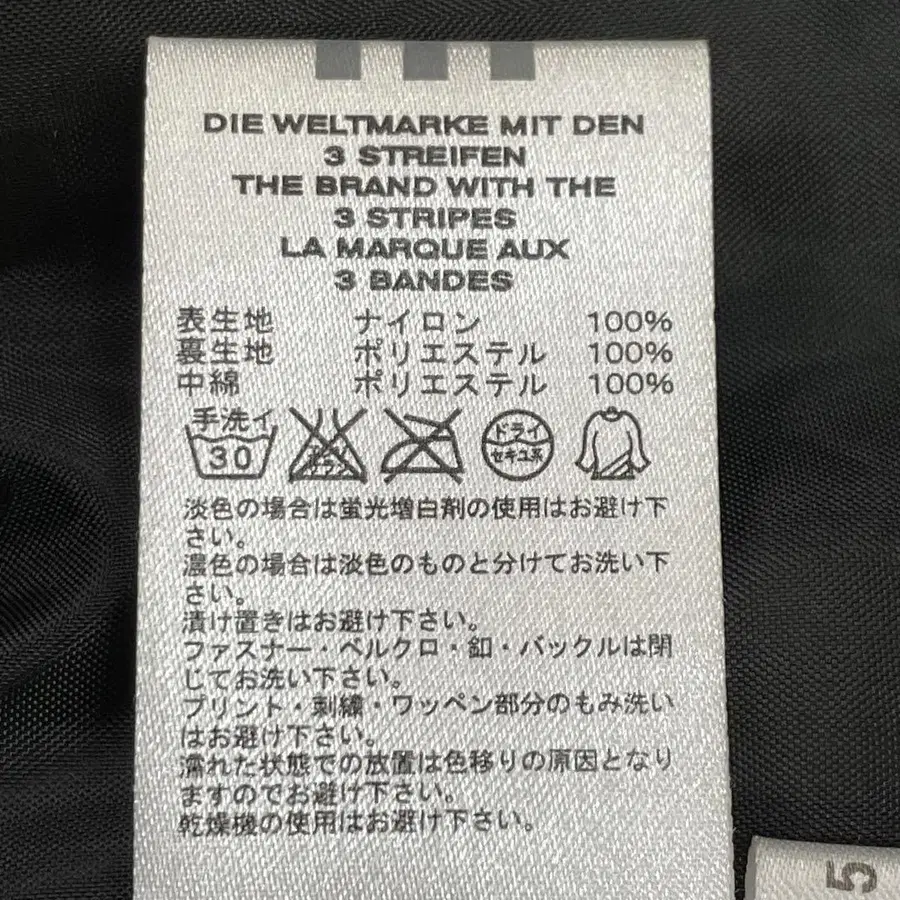 DIE WELTMARKE MIT DEN
3 STREIFEN
THE BRAND WITH THE
3 STRIPES
LA MARQUE AUX
3 BANDES
表生地 ナイロン 100%
裏生地 ポリエステル 100%
中綿 ポリエステル 100%
手洗イ
30
エンソ
サラシ
ドライ
セキユ系
淡色の場合は蛍光増白剤の使用はお避け下
さい。
濃色の場合は淡色のものと分けてお洗い下
さい。
漬け置きはお避け下さい。
ファスナー・ベルクロ・釦・バックルは閉
じてお洗い下さい。
プリント・刺繍・ワッペン部分のもみ洗い
はお避け下さい。
濡れた状態での放置は色移りの原因となり
ますのでお避け下さい。
乾燥機の使用はお避け下さい。
5